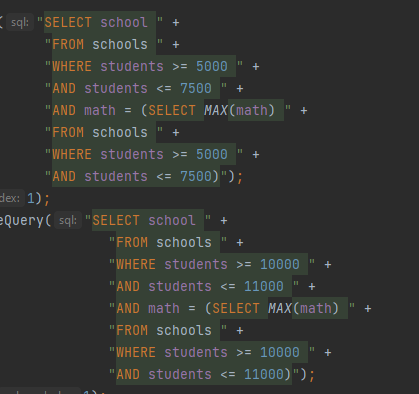 ( sql: "SELECT school " +
"FROM schools " +
"WHERE students >= 5000 " +
"AND students <= 7500 " +
"AND math = (SELECT MAX(math) " +
"FROM schools " +
"WHERE students >= 5000 " +
"AND students <= 7500)");
dex: 1);
eQuery( sql: "SELECT school " +
"FROM schools " +
"WHERE students >= 10000 " +
"AND students <= 11000 " +
"AND math = (SELECT MAX(math) " +
"FROM schools " +
"WHERE students >= 10000 " +
"AND students <= 11000)");
1);